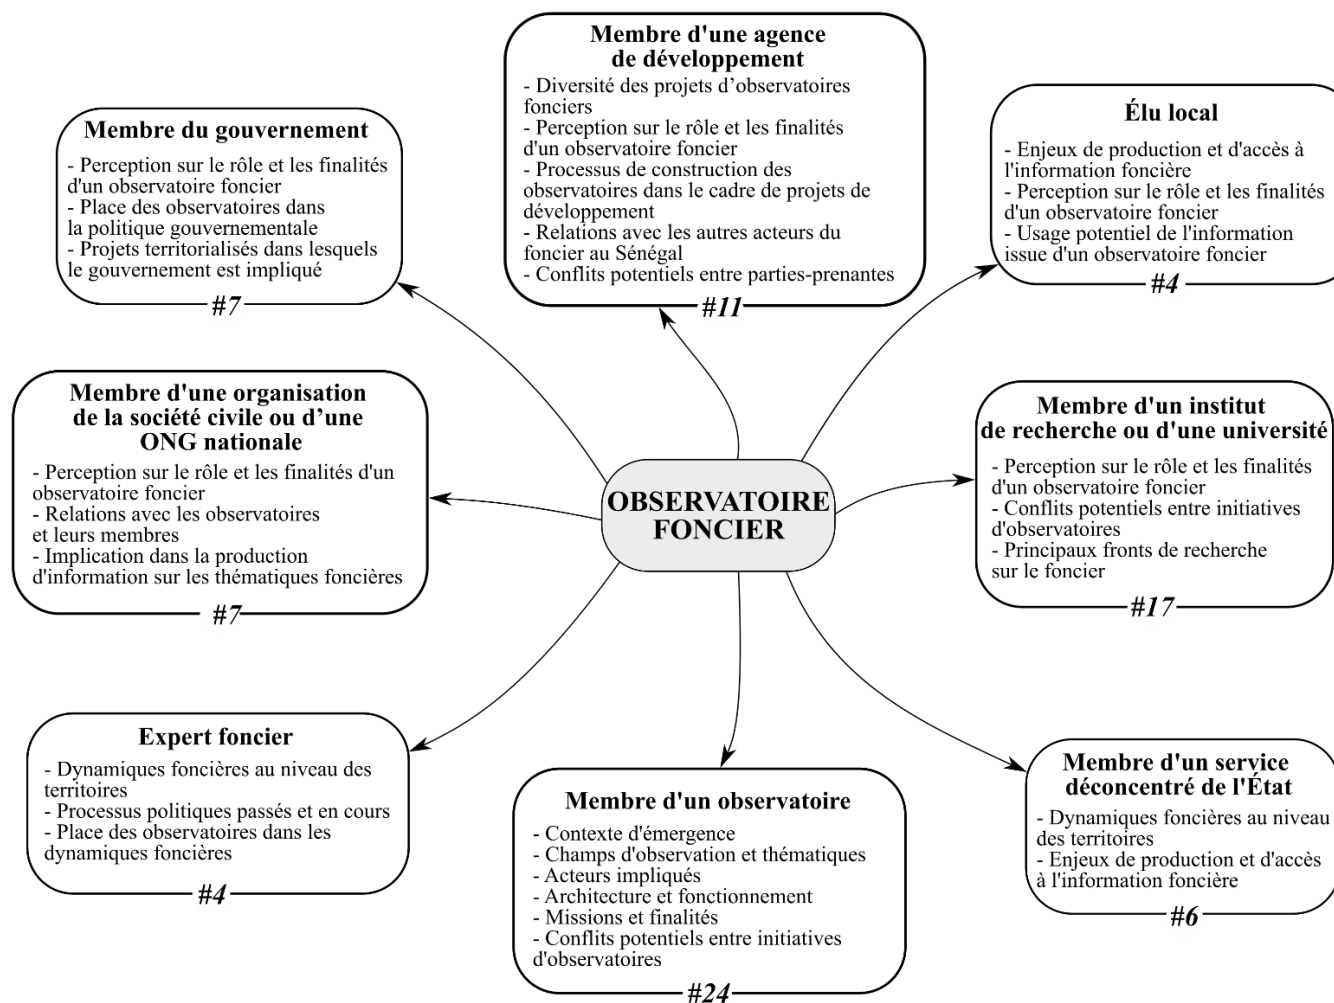 Membre d'une agence
de développement
- Diversité des projets d’observatoires
fonciers
- Perception sur le rôle et les finalités
d'un observatoire foncier
- Processus de construction des
observatoires dans le cadre de projets de
développement
- Relations avec les autres acteurs du
foncier au Sénégal
- Conflits potentiels entre parties-prenantes
#11
Membre du gouvernement
- Perception sur le rôle et les finalités
d'un observatoire foncier
- Place des observatoires dans
la politique gouvernementale
- Projets territorialisés dans lesquels
le gouvernement est impliqué
#7
Élu local
- Enjeux de production et d'accès à
l'information foncière
- Perception sur le rôle et les finalités
d'un observatoire foncier
- Usage potentiel de l'information
issue d'un observatoire foncier
#4
Membre d'une organisation
de la société civile ou d’une
ONG nationale
- Perception sur le rôle et les finalités d'un
observatoire foncier
- Relations avec les observatoires
et leurs membres
- Implication dans la production
d'information sur les thématiques foncières
#7
OBSERVATOIRE
FONCIER
Membre d'un institut
de recherche ou d'une université
- Perception sur le rôle et les finalités
d'un observatoire foncier
- Conflits potentiels entre initiatives
d'observatoires
- Principaux fronts de recherche
sur le foncier
#17
Expert foncier
- Dynamiques foncières au niveau des
territoires
- Processus politiques passés et en cours
- Place des observatoires dans les
dynamiques foncières
#4
Membre d'un observatoire
- Contexte d'émergence
- Champs d'observation et thématiques
- Acteurs impliqués
- Architecture et fonctionnement
- Missions et finalités
- Conflits potentiels entre initiatives
d'observatoires
#24
Membre d'un service
déconcentré de l'État
- Dynamiques foncières au niveau
des territoires
- Enjeux de production et d'accès
à l'information foncière
#6